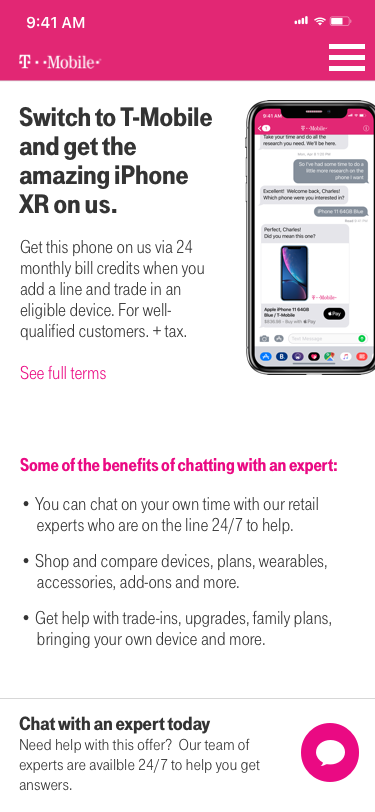 9:41 AM
T · · Mobile ·
Switch to T-Mobile
and get the
amazing iPhone
XR on us.
Get this phone on us via 24
monthly bill credits when you
add a line and trade in an
eligible device. For well-
qualified customers. + tax.
See full terms
9:41 AM
T · · Mobile ·
Take your time and do all the
research you need. We'll be here.
So I've had some time to do a
little more research on the
phone I want
Excellent! Welcome back, Charles!
Which phone were you interested in?
iPhone 11 64GB Blue
Perfect, Charles!
Did you mean this one?
T · · Mobile ·
Apple iPhone 11 64GB
Blue / T-Mobile
Buy with Pay
Pay
Text Message
Some of the benefits of chatting with an expert:
• You can chat on your own time with our retail
experts who are on the line 24/7 to help.
• Shop and compare devices, plans, wearables,
accessories, add-ons and more.
• Get help with trade-ins, upgrades, family plans,
bringing your own device and more.
Chat with an expert today
Need help with this offer? Our team of
experts are availble 24/7 to help you get
answers.